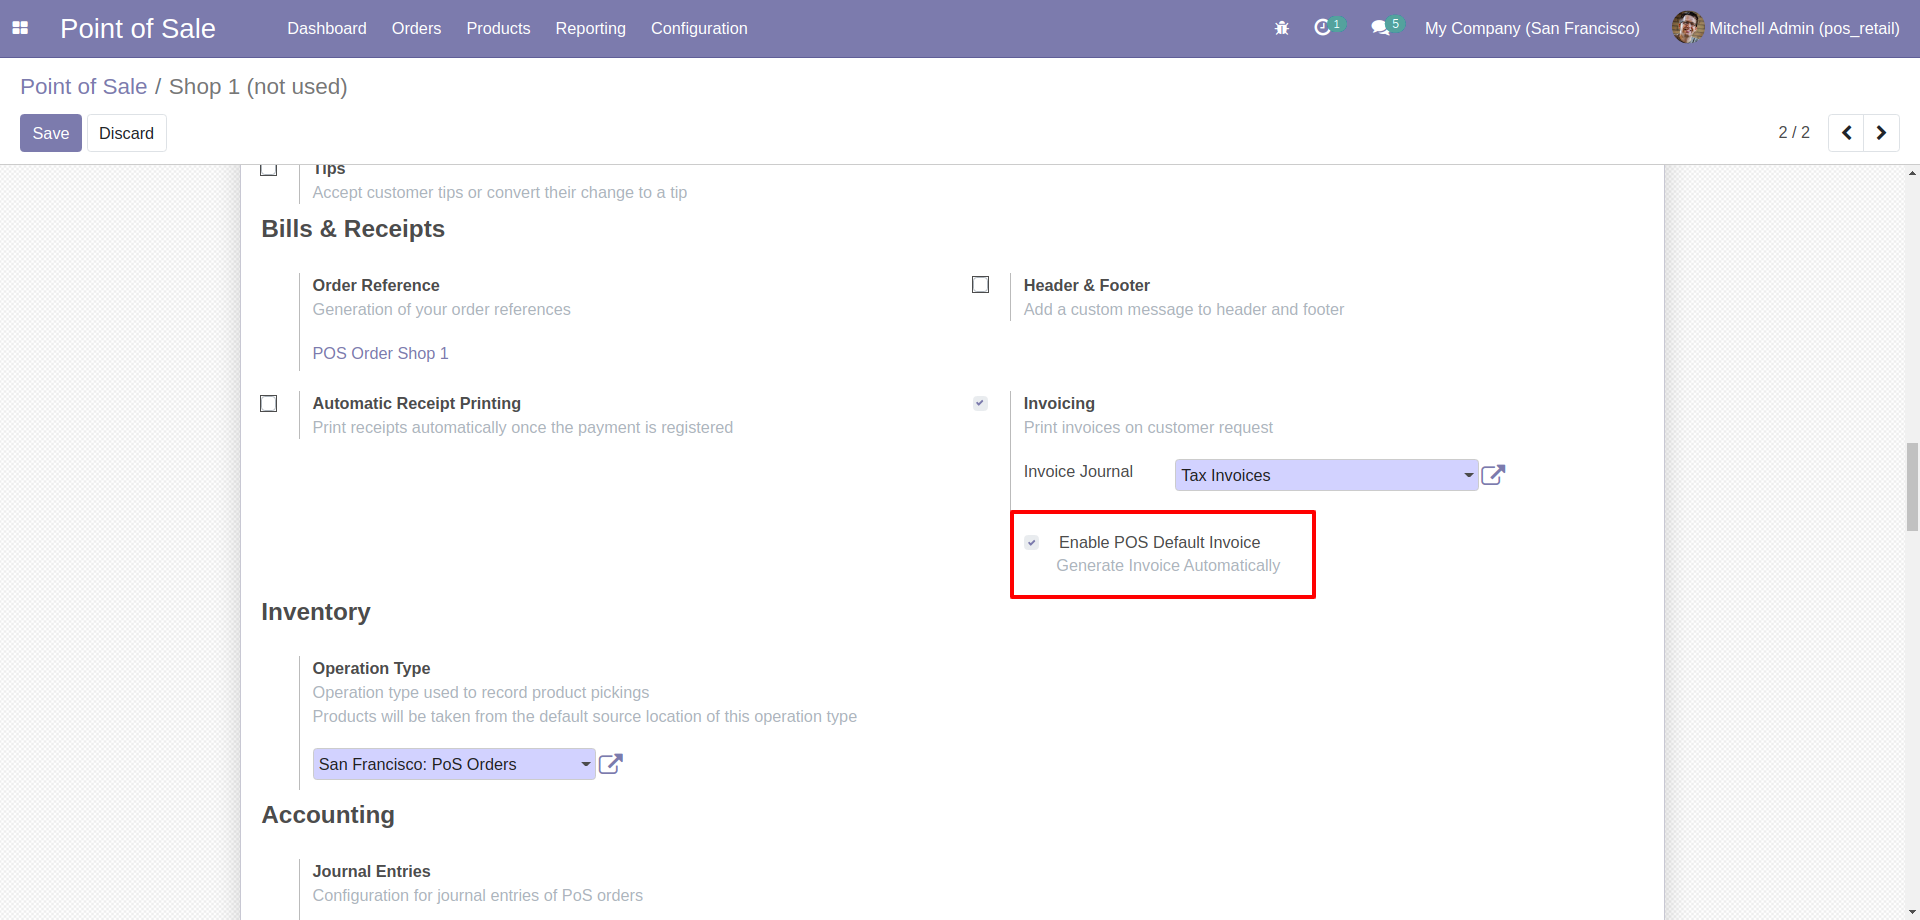 Point of Sale
Dashboard Orders Products Reporting Configuration
1 5 My Company (San Francisco) Mitchell Admin (pos_retail)
Point of Sale / Shop 1 (not used)
Save Discard
2 / 2
Tips
Accept customer tips or convert their change to a tip
Bills & Receipts
Order Reference
Generation of your order references
POS Order Shop 1
Header & Footer
Add a custom message to header and footer
Automatic Receipt Printing
Print receipts automatically once the payment is registered
Invoicing
Print invoices on customer request
Invoice Journal Tax Invoices
Enable POS Default Invoice
Generate Invoice Automatically
Inventory
Operation Type
Operation type used to record product pickings
Products will be taken from the default source location of this operation type
San Francisco: PoS Orders
Accounting
Journal Entries
Configuration for journal entries of PoS orders